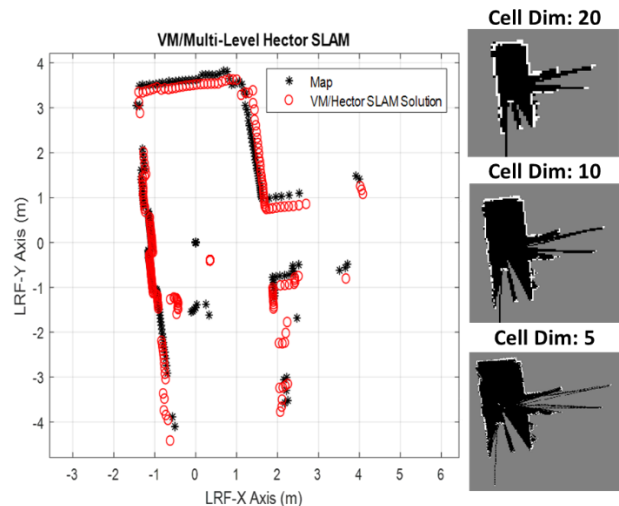 VM/Multi-Level Hector SLAM
Map
VM/Hector SLAM Solution
LRF-Y Axis (m)
4
3
2
1
0
-1
-2
-3
-4
-3
-2
-1
0
1
2
3
4
5
6
LRF-X Axis (m)
Cell Dim: 20
Cell Dim: 10
Cell Dim: 5